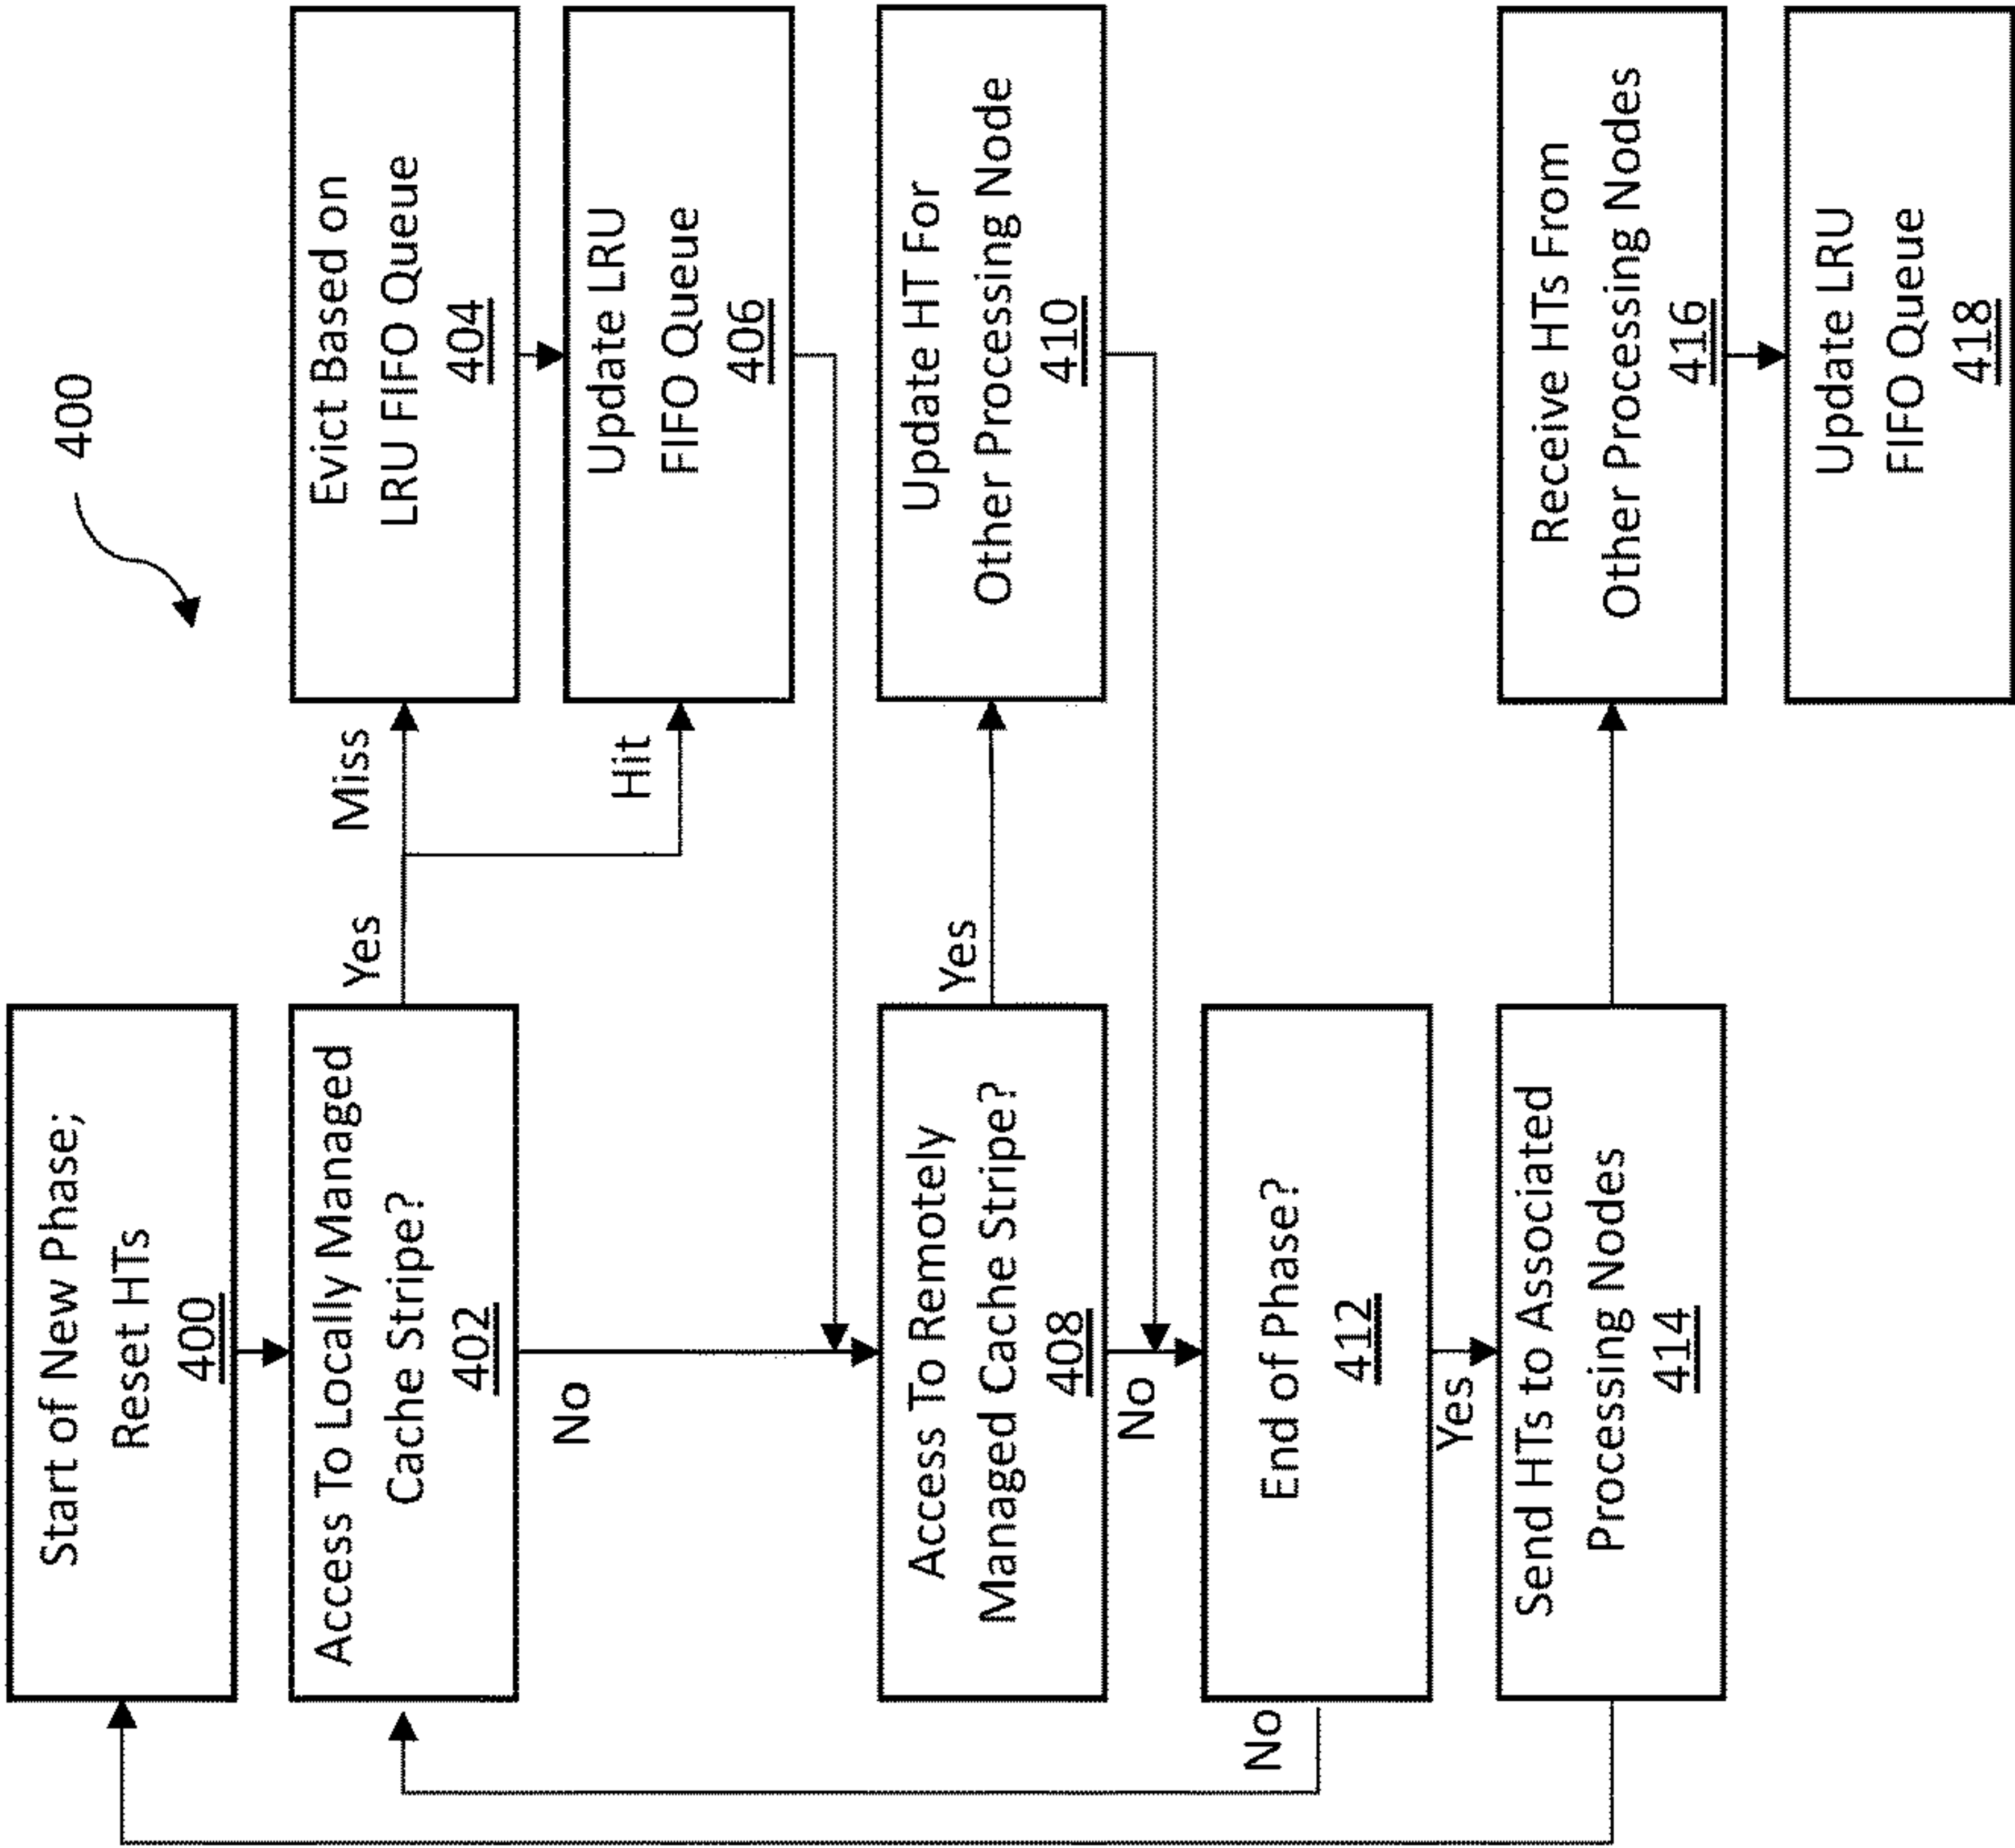 400
Start of New Phase;
Reset HTs
400
Access To Locally Managed
Cache Stripe?
402
Yes
Miss
Hit
No
Evict Based on
LRU FIFO Queue
404
Update LRU
FIFO Queue
406
Access To Remotely
Managed Cache Stripe?
408
Yes
No
Update HT For
Other Processing Node
410
End of Phase?
412
No
Yes
Send HTs to Associated
Processing Nodes
414
Receive HTs From
Other Processing Nodes
416
Update LRU
FIFO Queue
418